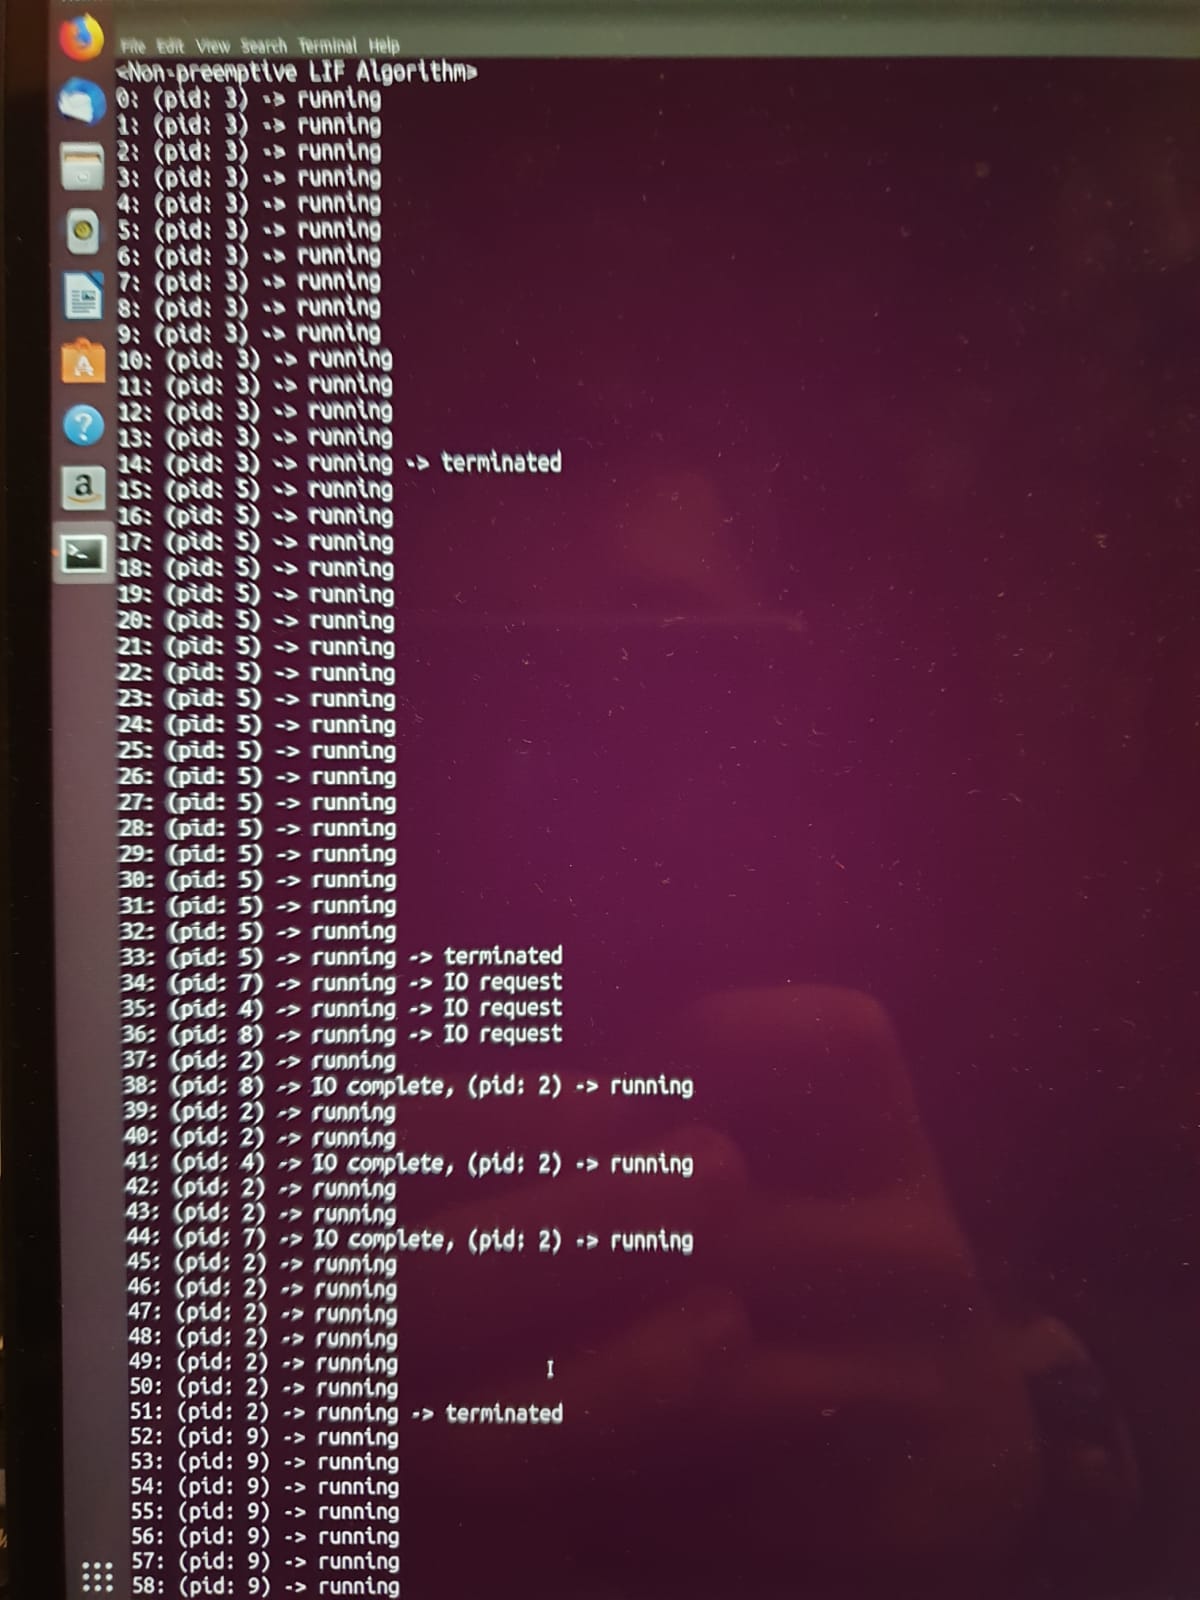 File Edit View Search Terminal Help
<Non-preemptive LIF Algorithm>
0: (pid: 3) -> running
1: (pid: 3) -> running
2: (pid: 3) -> running
3: (pid: 3) -> running
4: (pid: 3) -> running
5: (pid: 3) -> running
6: (pid: 3) -> running
7: (pid: 3) -> running
8: (pid: 3) -> running
9: (pid: 3) -> running
10: (pid: 3) -> running
11: (pid: 3) -> running
12: (pid: 3) -> running
13: (pid: 3) -> running
14: (pid: 3) -> running -> terminated
15: (pid: 5) -> running
16: (pid: 5) -> running
17: (pid: 5) -> running
18: (pid: 5) -> running
19: (pid: 5) -> running
20: (pid: 5) -> running
21: (pid: 5) -> running
22: (pid: 5) -> running
23: (pid: 5) -> running
24: (pid: 5) -> running
25: (pid: 5) -> running
26: (pid: 5) -> running
27: (pid: 5) -> running
28: (pid: 5) -> running
29: (pid: 5) -> running
30: (pid: 5) -> running
31: (pid: 5) -> running
32: (pid: 5) -> running
33: (pid: 5) -> running -> terminated
34: (pid: 7) -> running -> IO request
35: (pid: 4) -> running -> IO request
36: (pid: 8) -> running -> IO request
37: (pid: 2) -> running
38: (pid: 8) -> IO complete, (pid: 2) -> running
39: (pid: 2) -> running
40: (pid: 2) -> running
41: (pid: 4) -> IO complete, (pid: 2) -> running
42: (pid: 2) -> running
43: (pid: 2) -> running
44: (pid: 7) -> IO complete, (pid: 2) -> running
45: (pid: 2) -> running
46: (pid: 2) -> running
47: (pid: 2) -> running
48: (pid: 2) -> running
49: (pid: 2) -> running
50: (pid: 2) -> running
51: (pid: 2) -> running -> terminated
52: (pid: 9) -> running
53: (pid: 9) -> running
54: (pid: 9) -> running
55: (pid: 9) -> running
56: (pid: 9) -> running
57: (pid: 9) -> running
58: (pid: 9) -> running